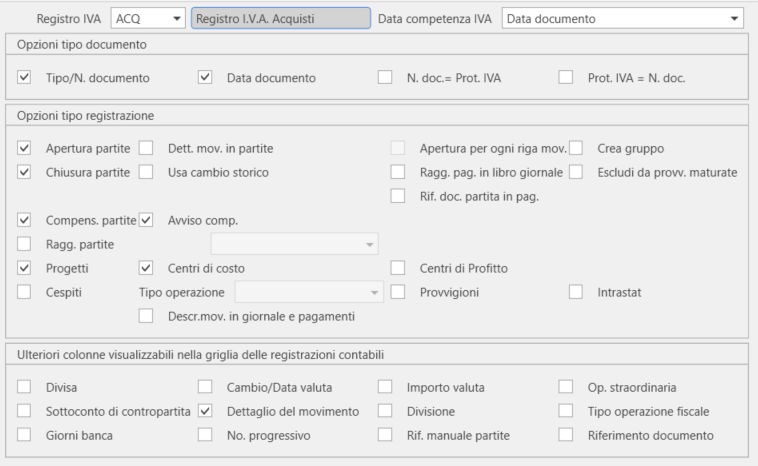 Registro IVA ACQ Registro I.V.A. Acquisti Data competenza IVA Data documento
Opzioni tipo documento
Tipo/N. documento Data documento N. doc.= Prot. IVA Prot. IVA = N. doc.
Opzioni tipo registrazione
Apertura partite Dett. mov. in partite Apertura per ogni riga mov. Crea gruppo
Chiusura partite Usa cambio storico Ragg. pag. in libro giornale Escludi da provv. maturate
Rif. doc. partita in pag.
Compens. partite Avviso comp.
Ragg. partite
Progetti Centri di costo Centri di Profitto
Cespiti Tipo operazione Provvigioni Intrastat
Descr.mov. in giornale e pagamenti
Ulteriori colonne visualizzabili nella griglia delle registrazioni contabili
Divisa Cambio/Data valuta Importo valuta Op. straordinaria
Sottoconto di contropartita Dettaglio del movimento Divisione Tipo operazione fiscale
Giorni banca No. progressivo Rif. manuale partite Riferimento documento